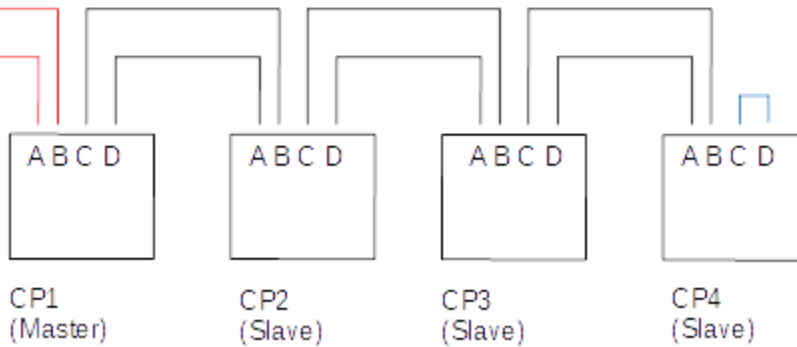 A B C D
A B C D
A B C D
A B C D
CP1
(Master)
CP2
(Slave)
CP3
(Slave)
CP4
(Slave)